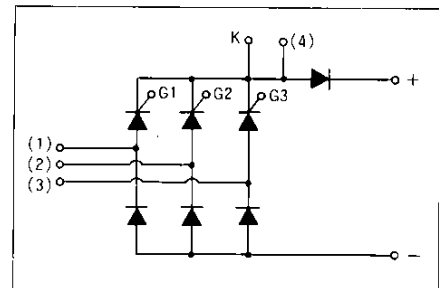 K (4)
+
G1 G2 G3
(1)
(2)
(3)
-